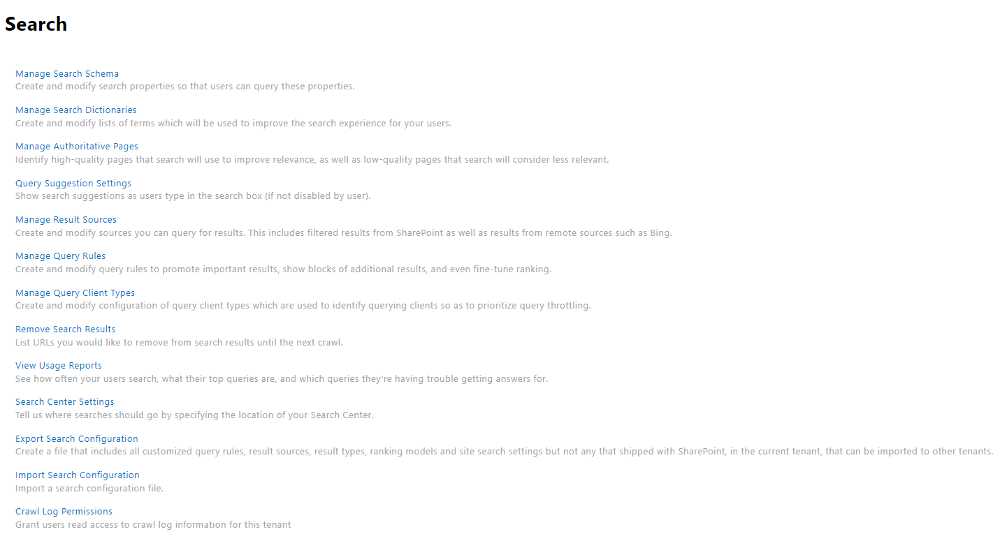 Search
Manage Search Schema
Create and modify search properties so that users can query these properties.
Manage Search Dictionaries
Create and modify lists of terms which will be used to improve the search experience for your users.
Manage Authoritative Pages
Identify high-quality pages that search will use to improve relevance, as well as low-quality pages that search will consider less relevant.
Query Suggestion Settings
Show search suggestions as users type in the search box (if not disabled by user).
Manage Result Sources
Create and modify sources you can query for results. This includes filtered results from SharePoint as well as results from remote sources such as Bing.
Manage Query Rules
Create and modify query rules to promote important results, show blocks of additional results, and even fine-tune ranking.
Manage Query Client Types
Create and modify configuration of query client types which are used to identify querying clients so as to prioritize query throttling.
Remove Search Results
List URLs you would like to remove from search results until the next crawl.
View Usage Reports
See how often your users search, what their top queries are, and which queries they're having trouble getting answers for.
Search Center Settings
Tell us where searches should go by specifying the location of your Search Center.
Export Search Configuration
Create a file that includes all customized query rules, result sources, result types, ranking models and site search settings but not any that shipped with SharePoint, in the current tenant, that can be imported to other tenants.
Import Search Configuration
Import a search configuration file.
Crawl Log Permissions
Grant users read access to crawl log information for this tenant